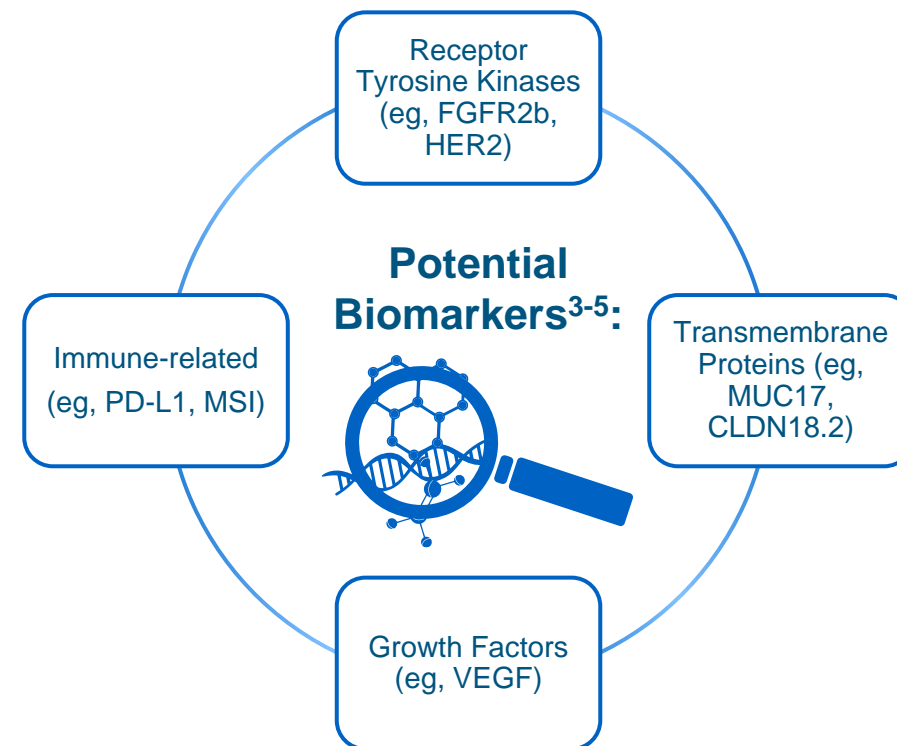 Receptor
Tyrosine Kinases
(eg, FGFR2b,
HER2)
Potential
Biomarkers³⁻⁵:
Immune-related
(eg, PD-L1, MSI)
Transmembrane
Proteins (eg,
MUC17,
CLDN18.2)
Growth Factors
(eg, VEGF)